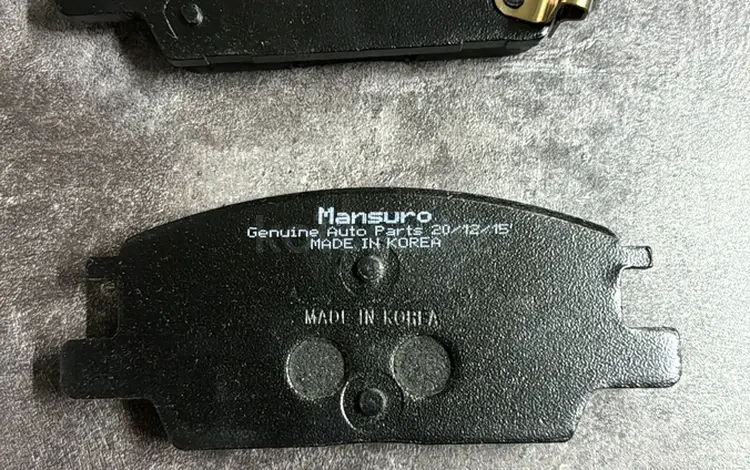 Mansuro
Genuine Auto Parts 20/12/15
MADE IN KOREA
MADE IN KOREA